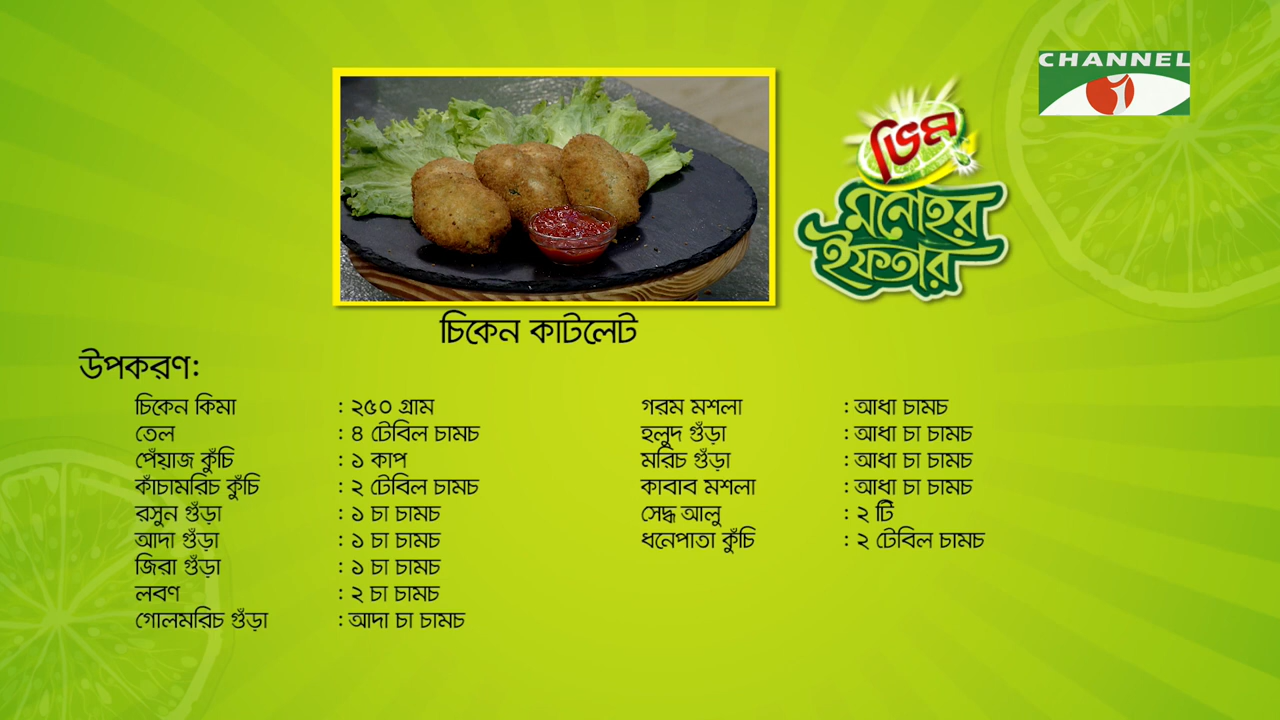 CHANNEL i
ভিম
মনোহর
ইফতার
চিকেন কাটলেট
উপকরণ:
চিকেন কিমা : ২৫০ গ্রাম
তেল : ৪ টেবিল চামচ
পেঁয়াজ কুঁচি : ১ কাপ
কাঁচামরিচ কুঁচি : ২ টেবিল চামচ
রসুন গুঁড়া : ১ চা চামচ
আদা গুঁড়া : ১ চা চামচ
জিরা গুঁড়া : ১ চা চামচ
লবণ : ২ চা চামচ
গোলমরিচ গুঁড়া : আদা চা চামচ
গরম মশলা : আধা চামচ
হলুদ গুঁড়া : আধা চা চামচ
মরিচ গুঁড়া : আধা চা চামচ
কাবাব মশলা : আধা চা চামচ
সেদ্ধ আলু : ২ টি
ধনেপাতা কুঁচি : ২ টেবিল চামচ